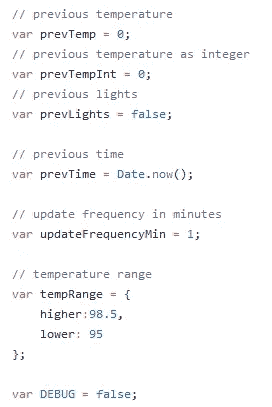 // previous temperature
var prevTemp = 0;
// previous temperature as integer
var prevTempInt = 0;
// previous lights
var prevLights = false;

// previous time
var prevTime = Date.now();

// update frequency in minutes
var updateFrequencyMin = 1;

// temperature range
var tempRange = {
    higher:98.5,
    lower: 95
};

var DEBUG = false;